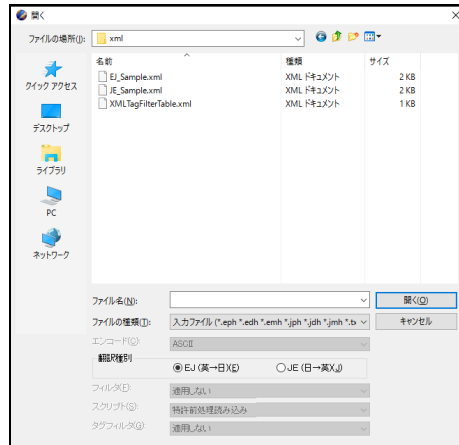 開く
ファイルの場所(I):
xml
名前
種類
サイズ
EJ_Sample.xml
XML ドキュメント
2 KB
JE_Sample.xml
XML ドキュメント
2 KB
XMLTagFilterTable.xml
XML ドキュメント
1 KB
クイック アクセス
デスクトップ
ライブラリ
PC
ネットワーク
ファイル名(N):
開く(O)
ファイルの種類(T):
入力ファイル (*.eph *.edh *.emh *.jph *.jdh *.jmh *.tx
キャンセル
エンコード(C):
ASCII
翻訳種別
EJ (英→日)(E)
JE (日→英)(J)
フィルタ(F):
適用しない
スクリプト(S):
特許前処理読み込み
タグフィルタ(G):
適用しない